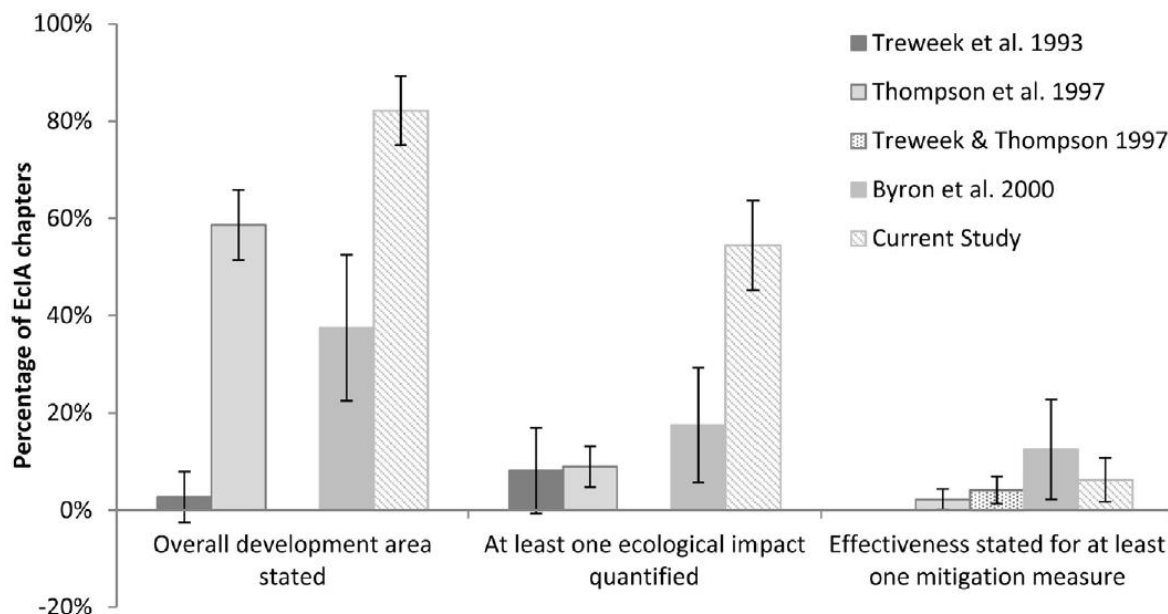 100%
80%
60%
40%
20%
0%
-20%
Percentage of EcIA chapters
Treweek et al. 1993
Thompson et al. 1997
Treweek & Thompson 1997
Byron et al. 2000
Current Study
Overall development area
stated
At least one ecological impact
quantified
Effectiveness stated for at least
one mitigation measure